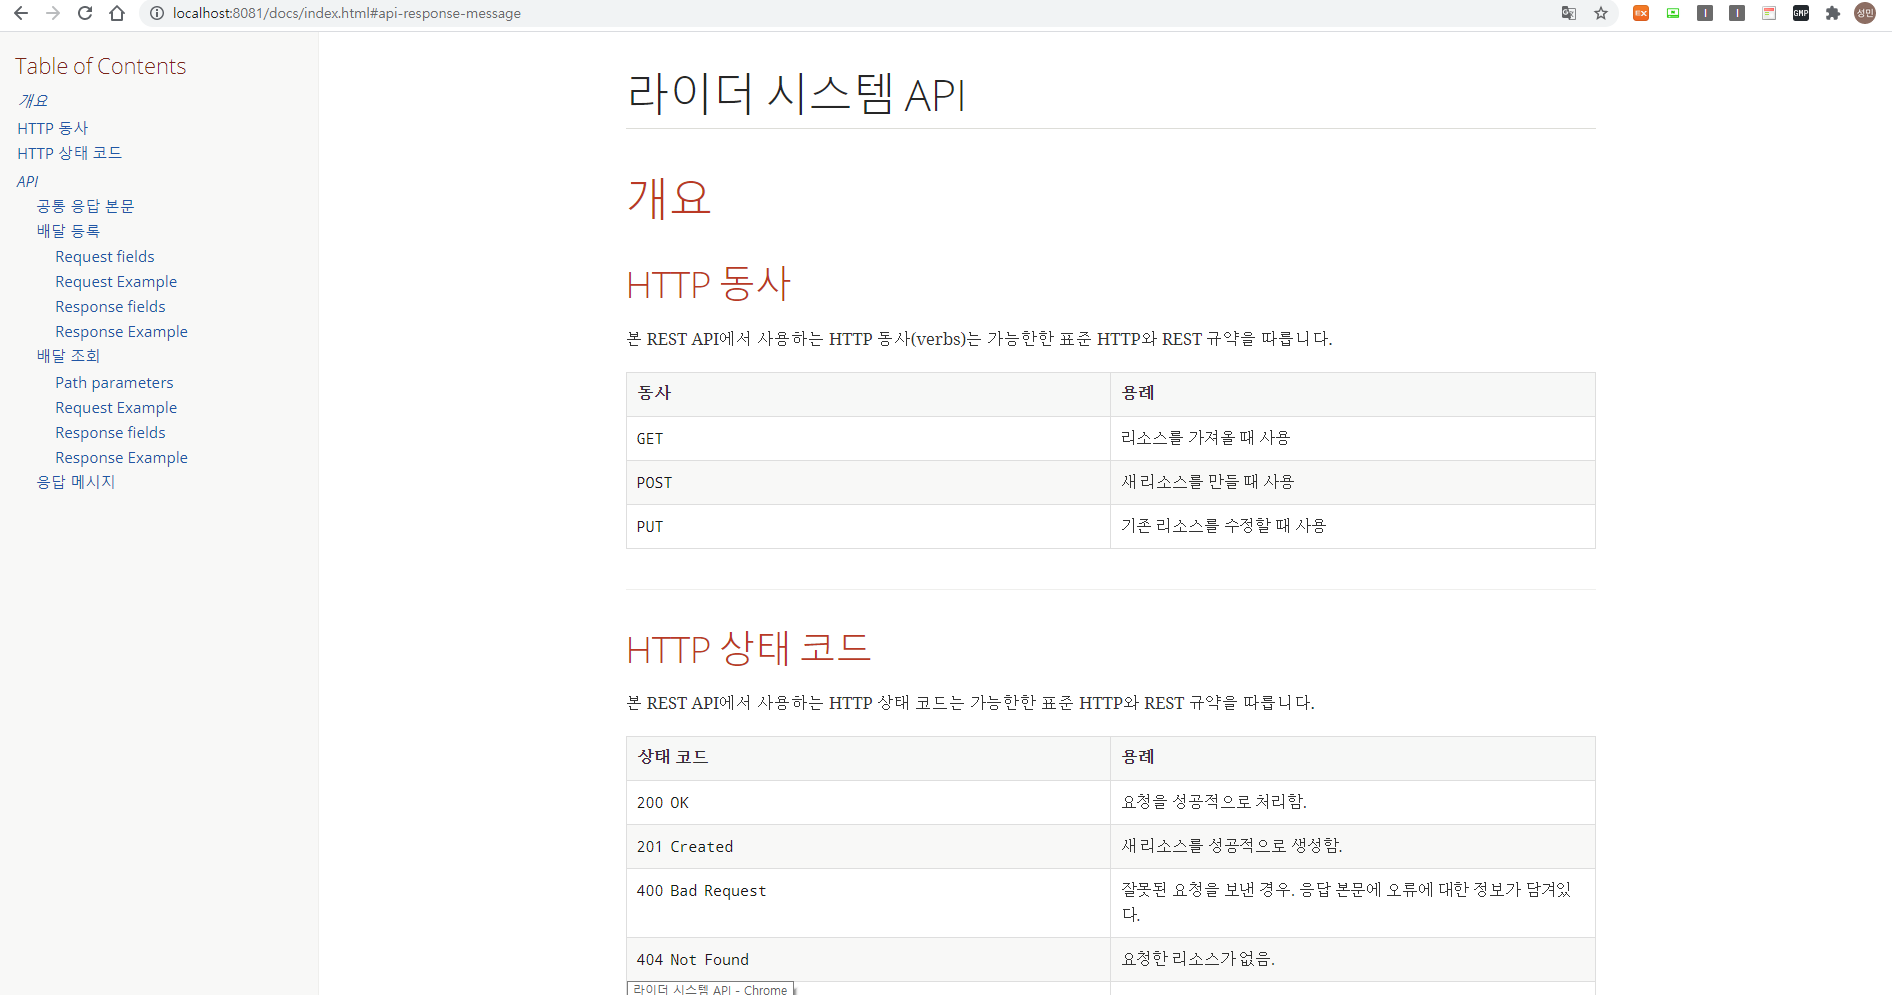 localhost:8081/docs/index.html#api-response-message
EX
GMP
성민
Table of Contents
개요
HTTP 동사
HTTP 상태 코드
API
공통 응답 본문
배달 등록
Request fields
Request Example
Response fields
Response Example
배달 조회
Path parameters
Request Example
Response fields
Response Example
응답 메시지
라이더 시스템 API
개요
HTTP 동사
본 REST API에서 사용하는 HTTP 동사(verbs)는 가능한한 표준 HTTP와 REST 규약을 따릅니다.
동사 용례
GET 리소스를 가져올 때 사용
POST 새 리소스를 만들 때 사용
PUT 기존 리소스를 수정할 때 사용
HTTP 상태 코드
본 REST API에서 사용하는 HTTP 상태 코드는 가능한한 표준 HTTP와 REST 규약을 따릅니다.
상태 코드 용례
200 OK 요청을 성공적으로 처리함.
201 Created 새 리소스를 성공적으로 생성함.
400 Bad Request 잘못된 요청을 보낸 경우. 응답 본문에 오류에 대한 정보가 담겨있
다.
404 Not Found 요청한 리소스가 없음.
라이더 시스템 API - Chrome